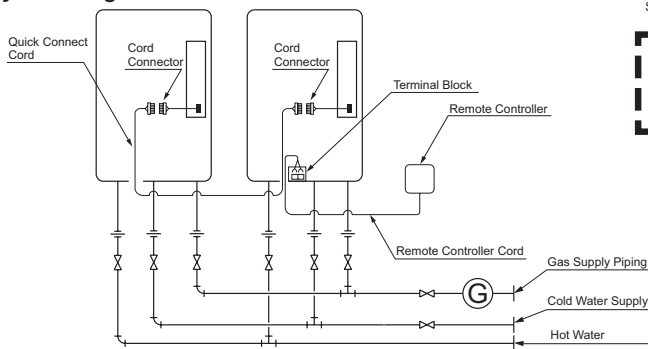 Quick Connect
Cord
Cord
Connector
Cord
Connector
Terminal Block
Remote Controller
Remote Controller Cord
Gas Supply Piping
G
Cold Water Supply
Hot Water